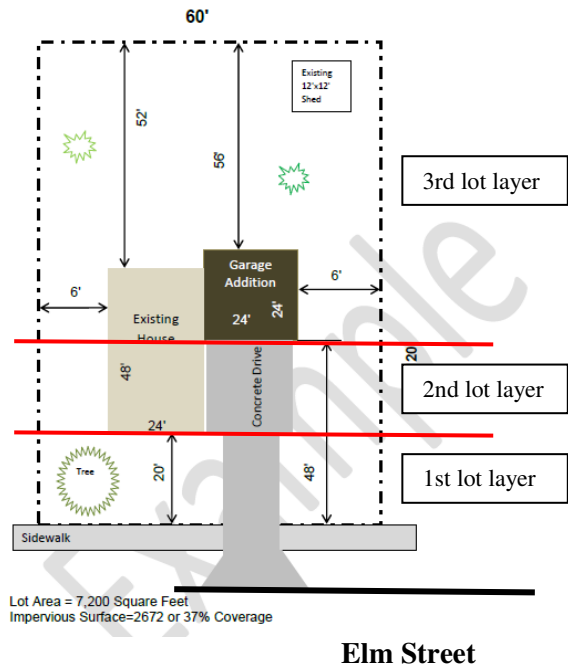 60'
Existing
12'x12'
Shed
52'
56'
3rd lot layer
Garage
Addition
6'
6'
24'
24'
Existing
House
20
48'
Concrete Drive
2nd lot layer
24'
Tree
20'
48'
1st lot layer
Sidewalk
Example
Lot Area = 7,200 Square Feet
Impervious Surface=2672 or 37% Coverage
Elm Street